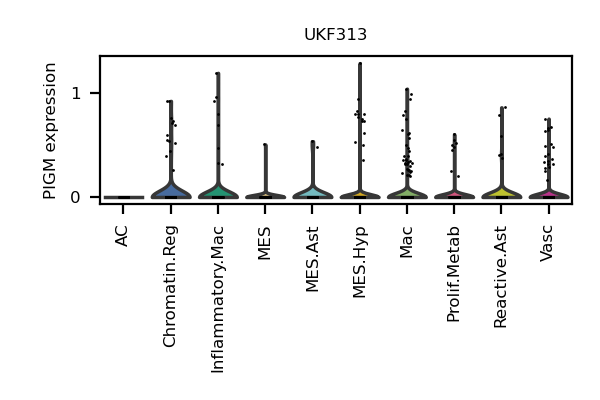 UKF313
PIGM expression
1
0
AC
Chromatin.Reg
Inflammatory.Mac
MES
MES.Ast
MES.Hyp
Mac
Prolif.Metab
Reactive.Ast
Vasc